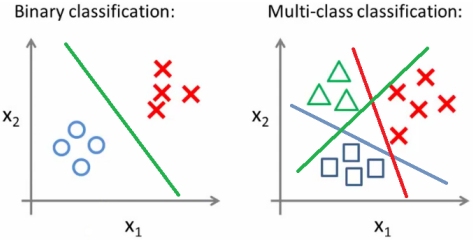 Binary classification:
x₂
x₁
Multi-class classification:
x₂
x₁